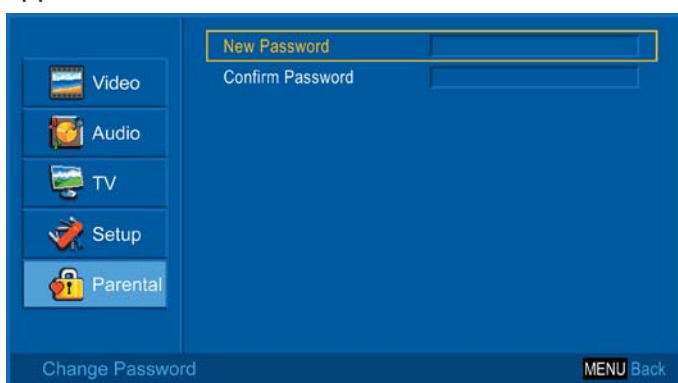 New Password
Confirm Password
Video
Audio
TV
Setup
Parental
Change Password
MENU Back